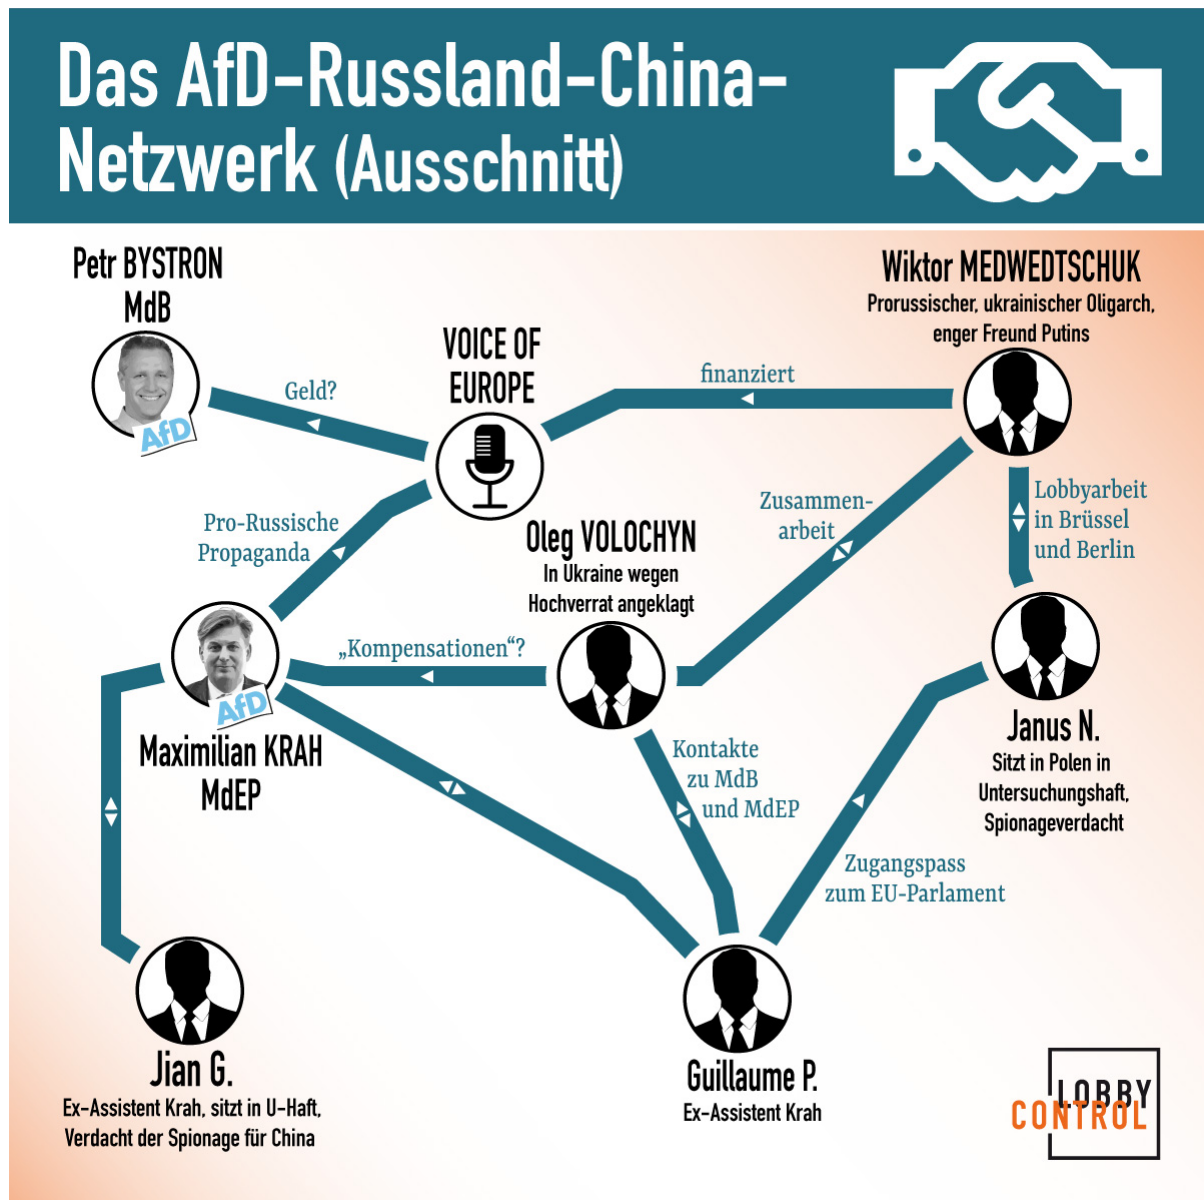 Das AfD-Russland-China-
Netzwerk (Ausschnitt)
Petr BYSTRON
MdB
AfD
Geld?
VOICE OF
EUROPE
finanziert
Wiktor MEDWEDTSCHUK
Prorussischer, ukrainischer Oligarch,
enger Freund Putins
Pro-Russische
Propaganda
Zusammen-
arbeit
Lobbyarbeit
in Brüssel
und Berlin
Oleg VOLOCHYN
In Ukraine wegen
Hochverrat angeklagt
„Kompensationen“?
AfD
Maximilian KRAH
MdEP
Kontakte
zu MdB
und MdEP
Janus N.
Sitzt in Polen in
Untersuchungshaft,
Spionageverdacht
Zugangspass
zum EU-Parlament
Jian G.
Ex-Assistent Krah, sitzt in U-Haft,
Verdacht der Spionage für China
Guillaume P.
Ex-Assistent Krah
LOBBY
CONTROL